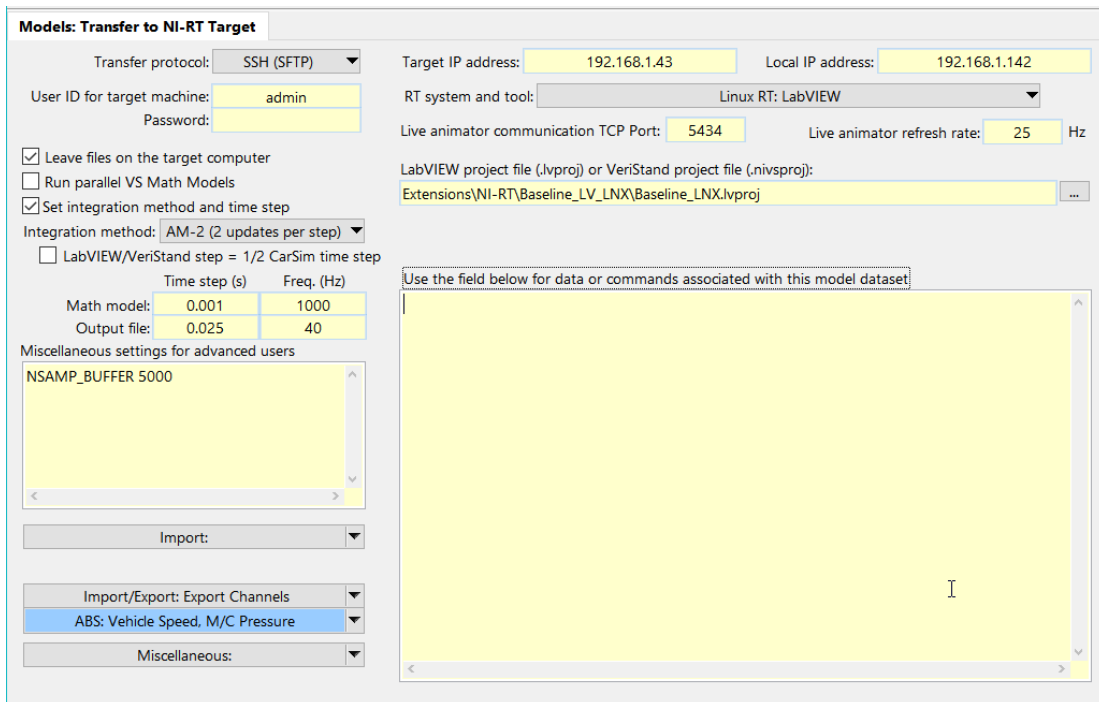 Models: Transfer to NI-RT Target
Transfer protocol: SSH (SFTP)
Target IP address: 192.168.1.43
Local IP address: 192.168.1.142
User ID for target machine: admin
RT system and tool: Linux RT: LabVIEW
Password:
Live animator communication TCP Port: 5434
Live animator refresh rate: 25 Hz
Leave files on the target computer
Run parallel VS Math Models
Set integration method and time step
LabVIEW project file (.lvproj) or VeriStand project file (.nivsproj):
Extensions\NI-RT\Baseline_LV_LNX\Baseline_LNX.lvproj
...
Integration method: AM-2 (2 updates per step)
LabVIEW/VeriStand step = 1/2 CarSim time step
Time step (s) Freq. (Hz)
Math model: 0.001 1000
Output file: 0.025 40
Use the field below for data or commands associated with this model dataset
Miscellaneous settings for advanced users
NSAMP_BUFFER 5000
Import:
Import/Export: Export Channels
ABS: Vehicle Speed, M/C Pressure
Miscellaneous: